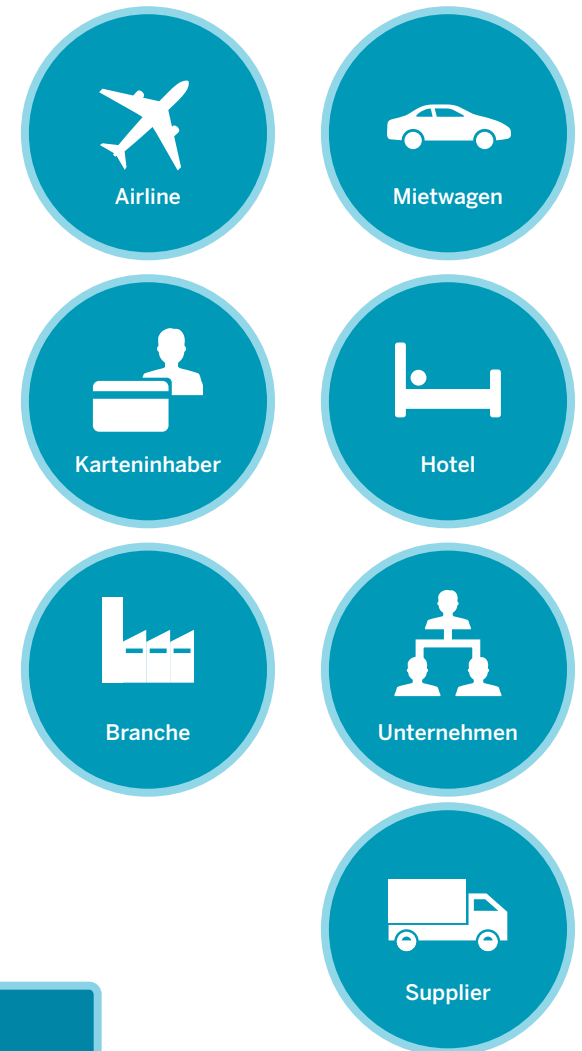 Airline
Mietwagen
Karteninhaber
Hotel
Branche
Unternehmen
Supplier